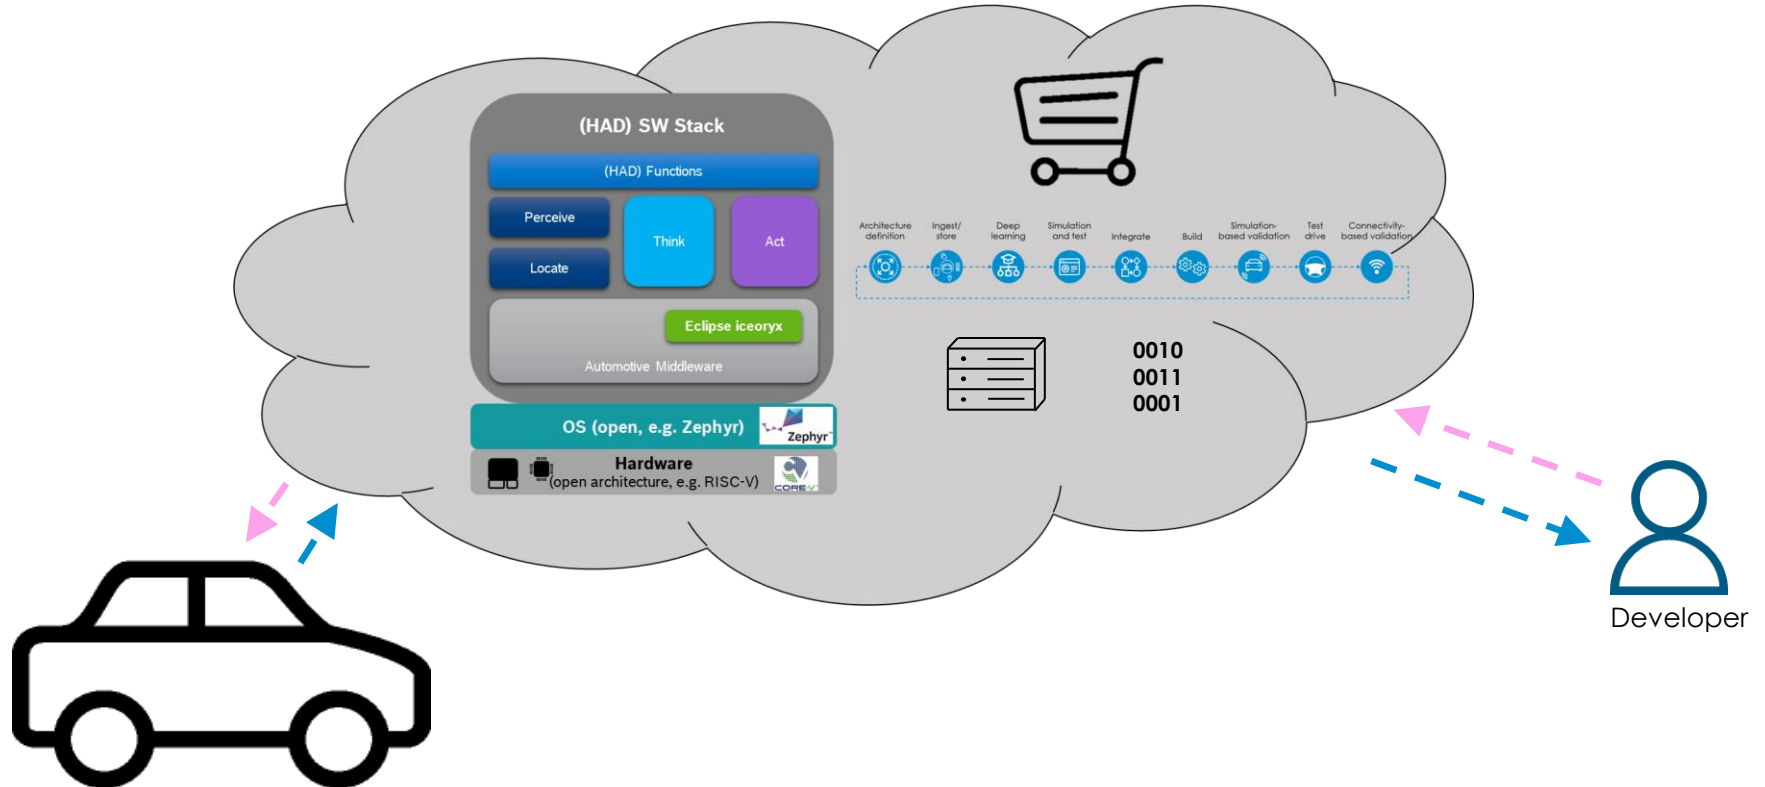 (HAD) SW Stack
(HAD) Functions
Perceive
Locate
Think
Act
Eclipse iceoryx
Automotive Middleware
OS (open, e.g. Zephyr)
Zephyr™
Hardware
(open architecture, e.g. RISC-V)
CORE-V
Architecture
definition
Ingest/
store
Deep
learning
Simulation
and test
Integrate
Build
Simulation-
based validation
Test
drive
Connectivity-
based validation
0010
0011
0001
Developer